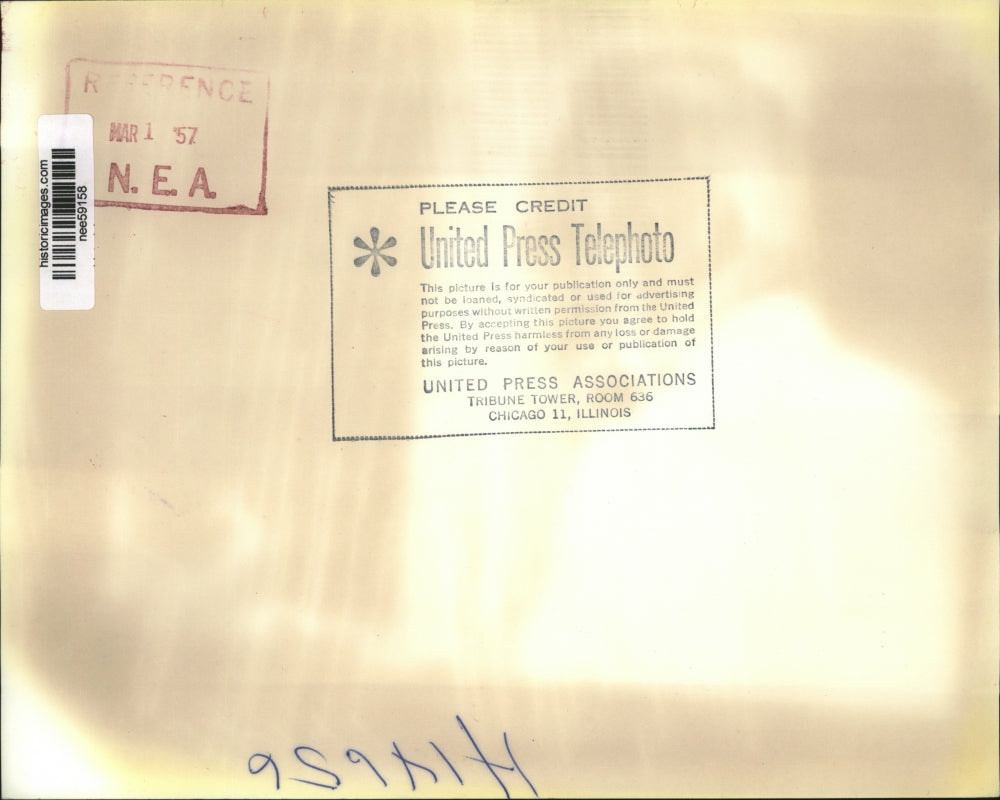 REFERENCE
MAR 1 '57
N. E. A.
historicimages.com
nee59158
PLEASE CREDIT
* United Press Telephoto
This picture is for your publication only and must
not be loaned, syndicated or used for advertising
purposes without written permission from the United
Press. By accepting this picture you agree to hold
the United Press harmless from any loss or damage
arising by reason of your use or publication of
this picture.
UNITED PRESS ASSOCIATIONS
TRIBUNE TOWER, ROOM 636
CHICAGO 11, ILLINOIS